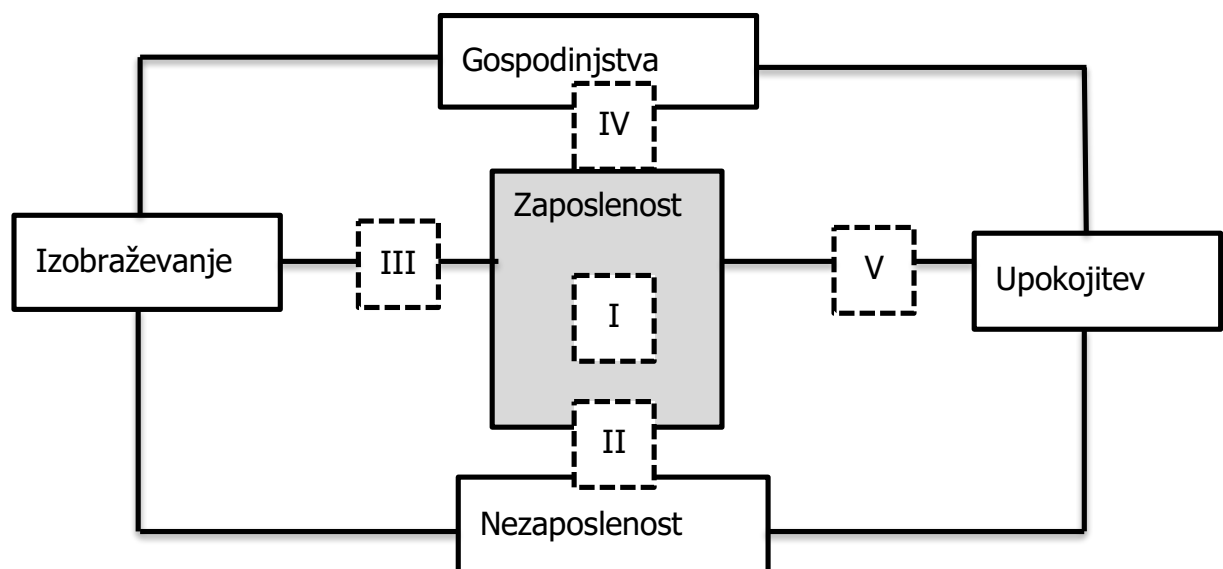 Gospodinjstva
IV
Zaposlenost
Izobraževanje
III
V
Upokojitev
I
II
Nezaposlenost